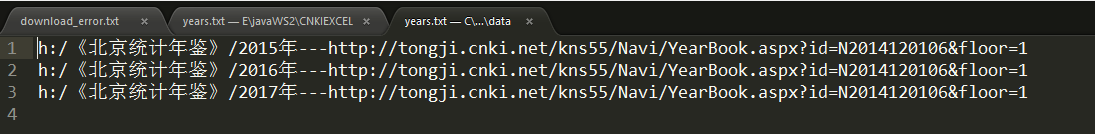 download_error.txt × years.txt — E\javaWS2\CNKIEXCEL × years.txt — C\...\data ×
1 h:/《北京统计年鉴》/2015年---http://tongji.cnki.net/kns55/Navi/YearBook.aspx?id=N2014120106&floor=1
2 h:/《北京统计年鉴》/2016年---http://tongji.cnki.net/kns55/Navi/YearBook.aspx?id=N2014120106&floor=1
3 h:/《北京统计年鉴》/2017年---http://tongji.cnki.net/kns55/Navi/YearBook.aspx?id=N2014120106&floor=1
4